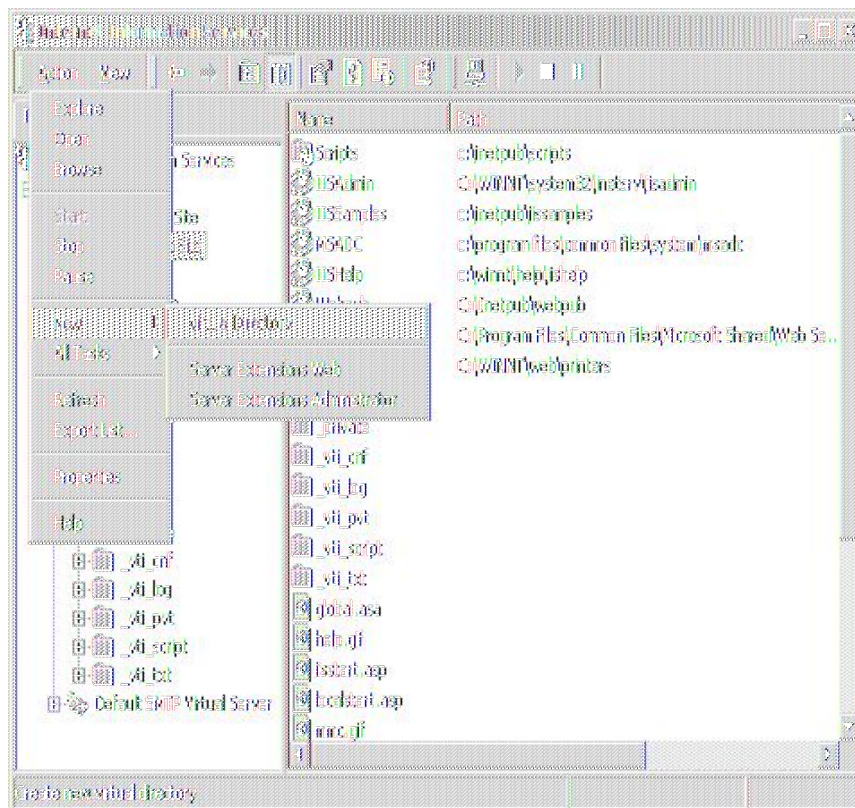 Internet Information Services
Action View
Explore
Open
Browse
Start
Stop
Pause
New
All Tasks
Refresh
Export List...
Properties
Help
Virtual Directory
Server Extensions Web
Server Extensions Administrator
Services
Site
_vti_cnf
_vti_log
_vti_pvt
_vti_script
_vti_txt
Default SMTP Virtual Server
Name Path
Scripts c:\inetpub\scripts
IISAdmin C:\WINNT\system32\inetsrv\iisadmin
IISSamples c:\inetpub\iissamples
MSADC c:\program files\common files\system\msadc
IISHelp c:\winnt\help\iishelp
C:\Inetpub\webpub
C:\Program Files\Common Files\Microsoft Shared\Web Se...
C:\WINNT\web\printers
_private
_vti_cnf
_vti_log
_vti_pvt
_vti_script
_vti_txt
global.asa
help.gif
iisstart.asp
localstart.asp
mmc.gif
Create new virtual directory